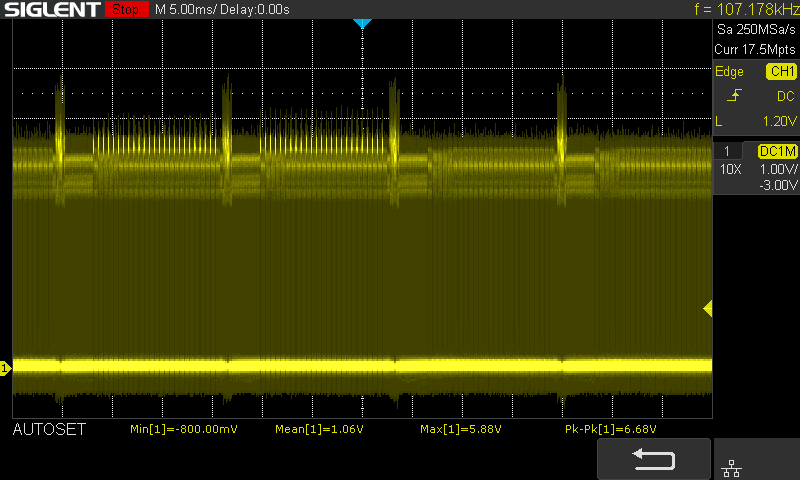 SIGLENT Stop M 5.00ms/ Delay:0.00s f = 107.178kHz
Sa 250MSa/s
Curr 17.5Mpts
Edge CH1
DC
L 1.20V
1 DC1M
10X 1.00V/
-3.00V
1
AUTOSET Min[1]=-800.00mV Mean[1]=1.06V Max[1]=5.88V Pk-Pk[1]=6.68V